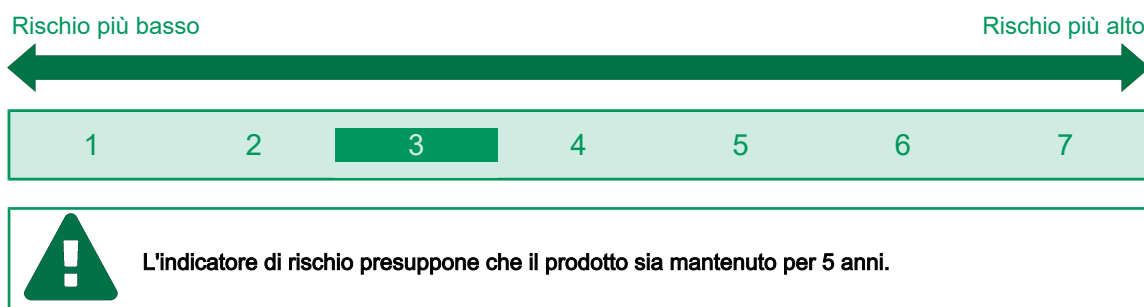 Rischio più basso Rischio più alto
1 2 3 4 5 6 7
L'indicatore di rischio presuppone che il prodotto sia mantenuto per 5 anni.